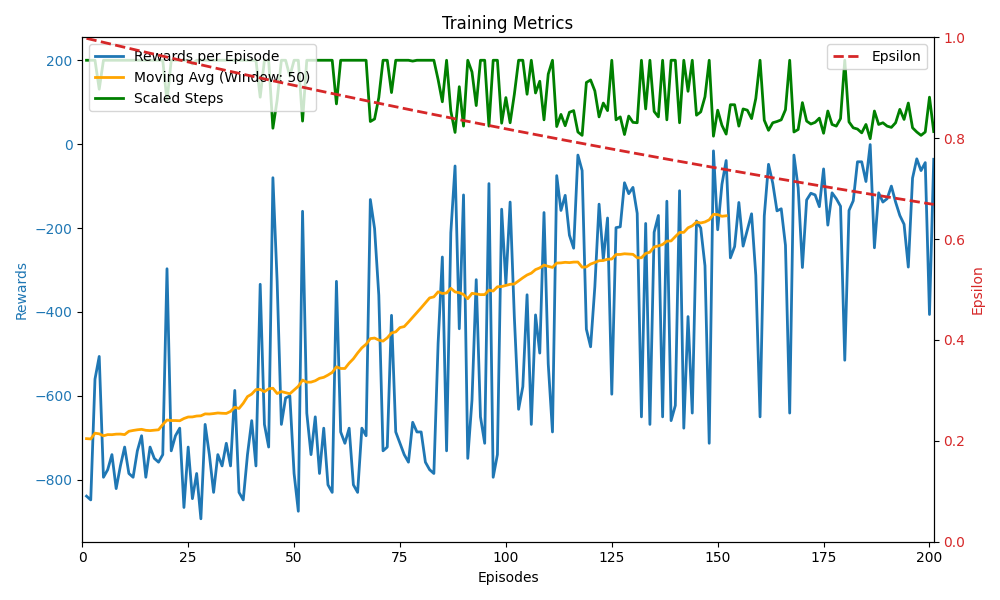 Training Metrics
Rewards per Episode
Moving Avg (Window: 50)
Scaled Steps
Epsilon
200
0
−200
−400
−600
−800
Rewards
1.0
0.8
0.6
0.4
0.2
0.0
Epsilon
0 25 50 75 100 125 150 175 200
Episodes